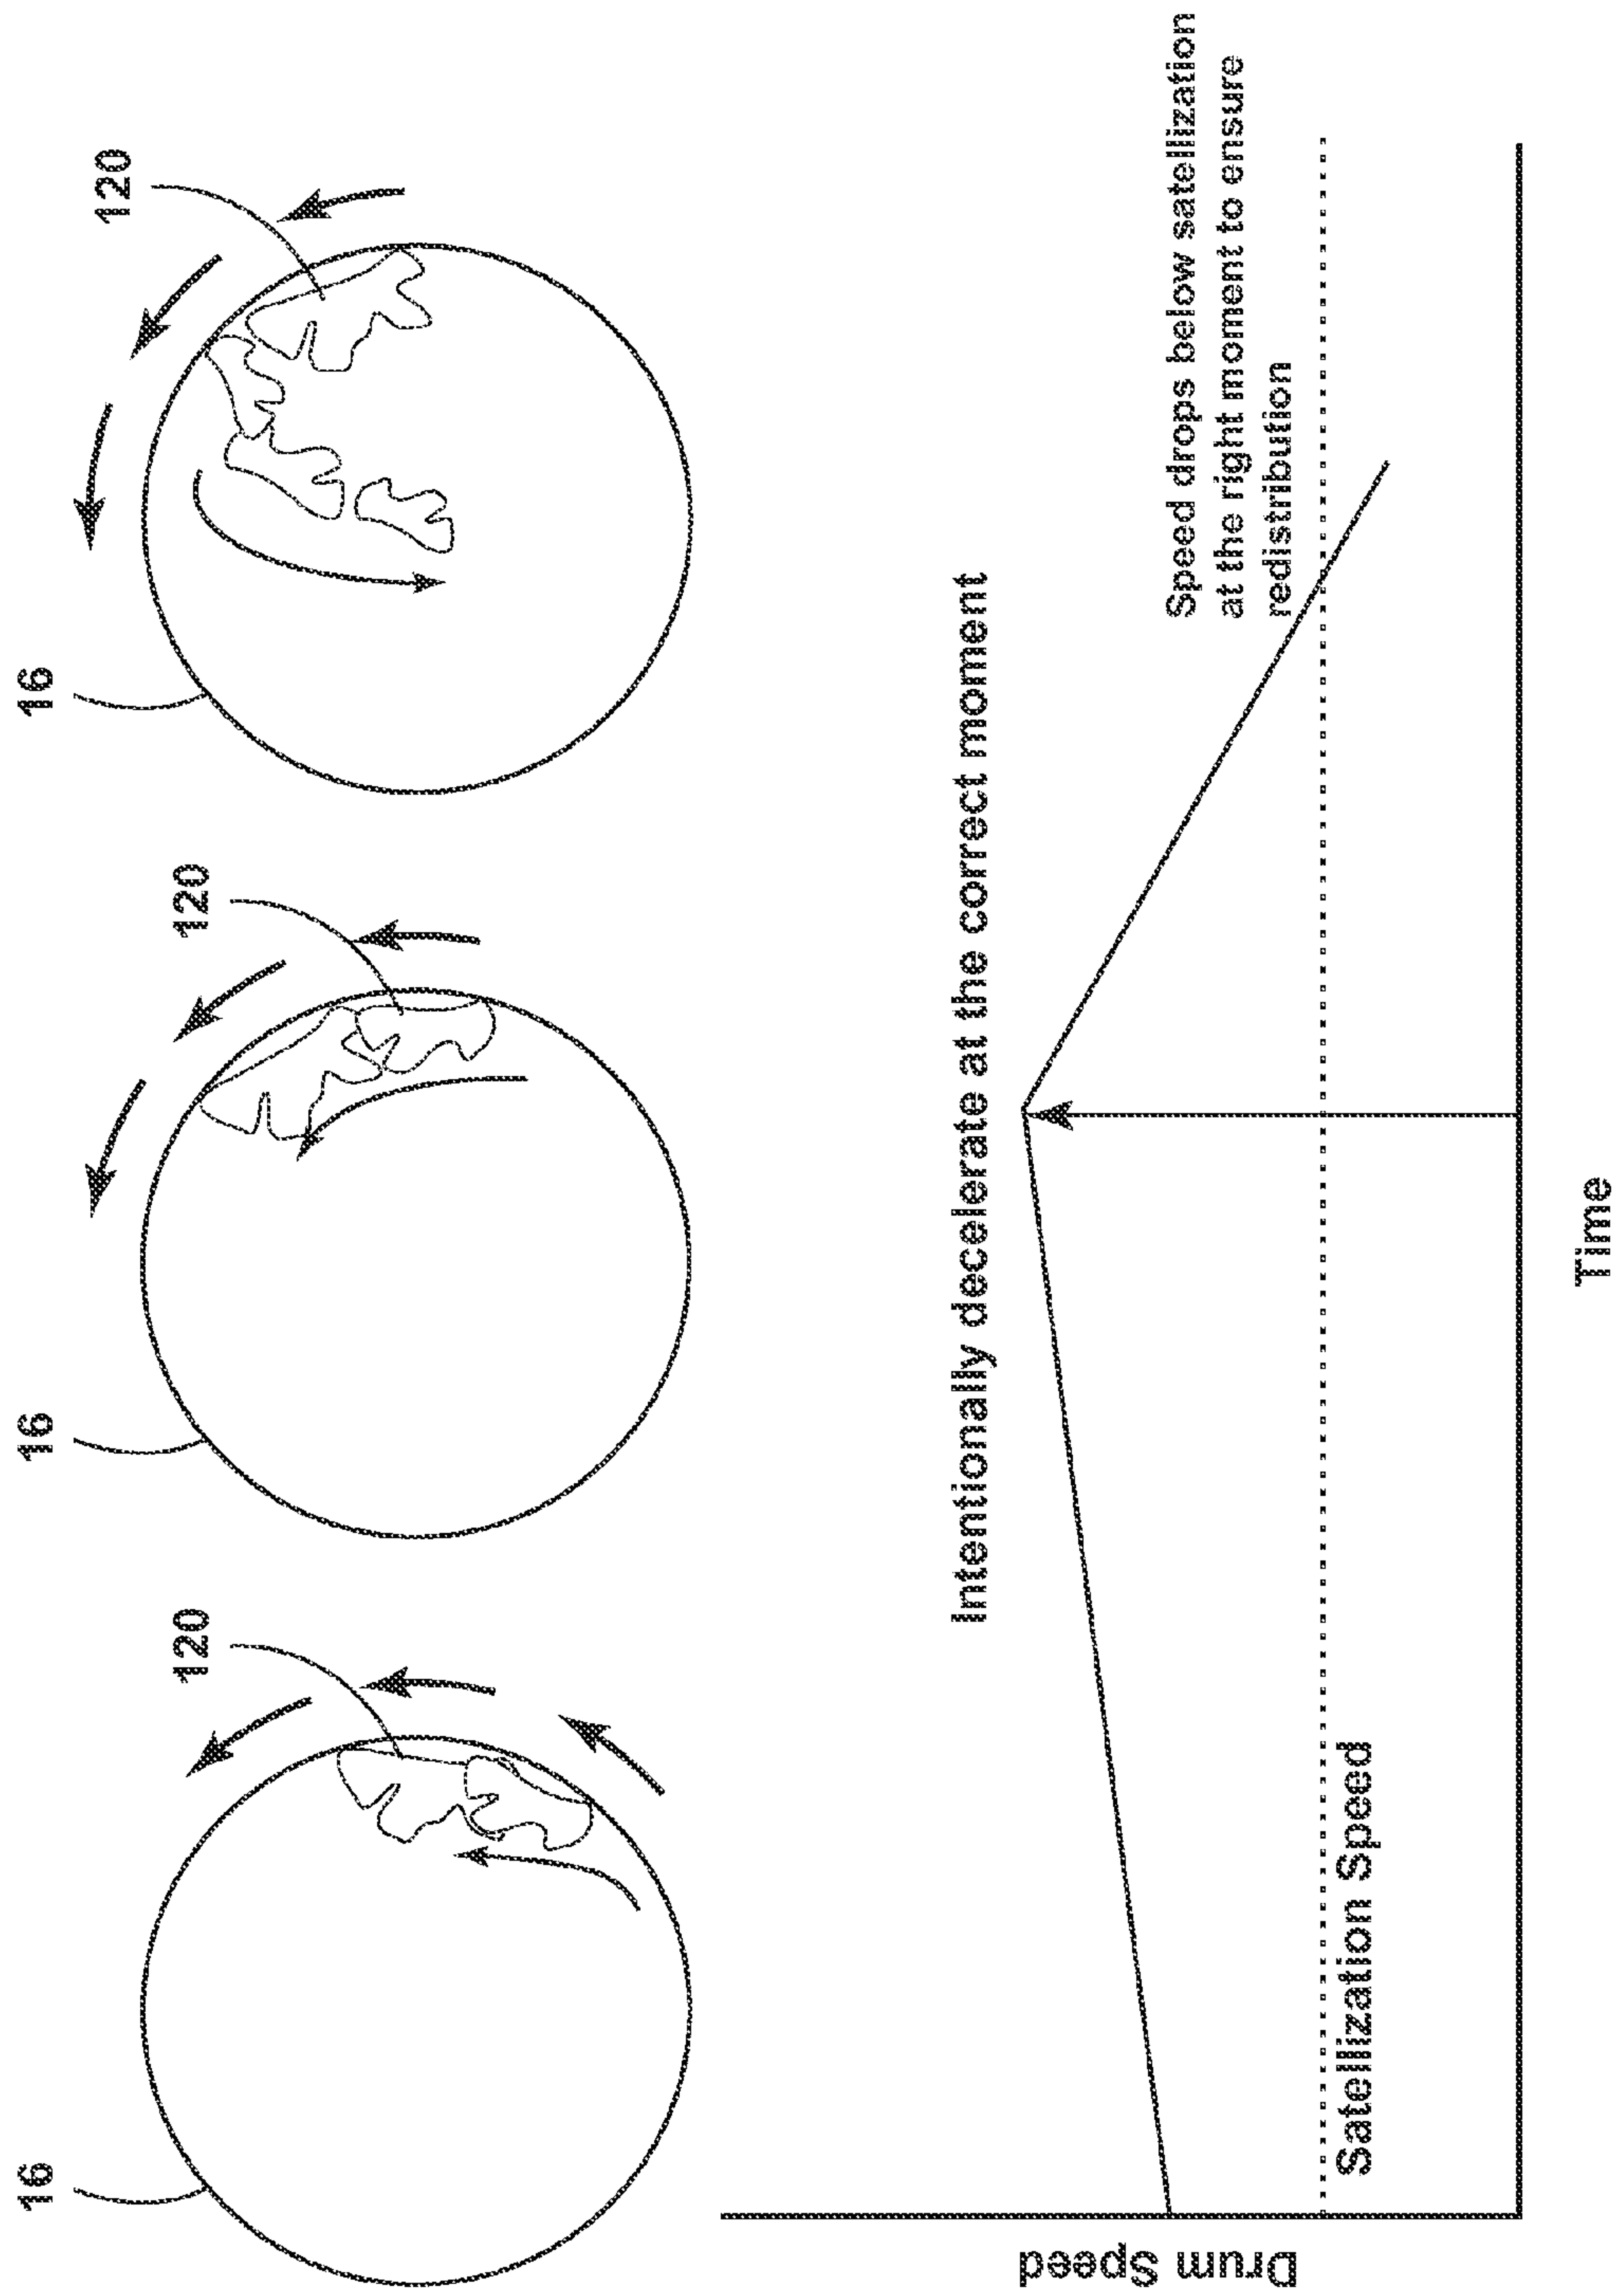 16
120
16
120
16
120
Intentionally decelerate at the correct moment
Speed drops below satellization
at the right moment to ensure
redistribution
Satellization Speed
Drum Speed
Time